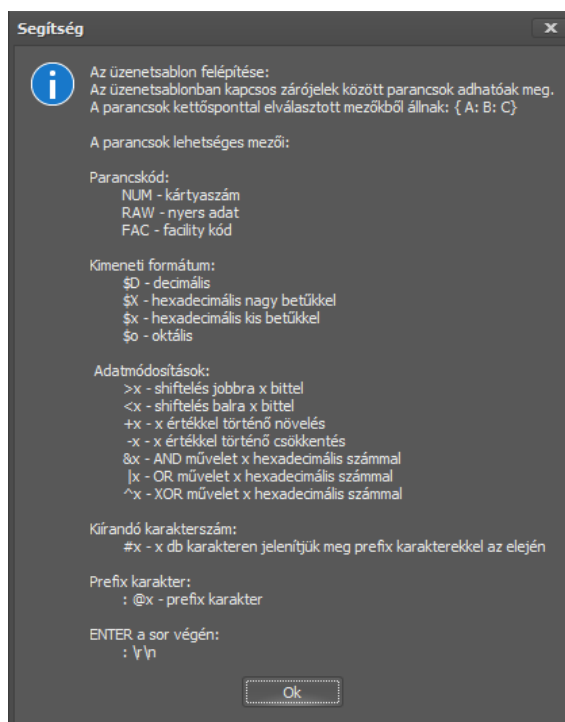 Segítség
x
i
Az üzenetsablon felépítése:
Az üzenetsablonban kapcsos zárójelek között parancsok adhatóak meg.
A parancsok kettősponttal elválasztott mezőkből állnak: { A: B: C}
A parancsok lehetséges mezői:
Parancskód:
NUM - kártyaszám
RAW - nyers adat
FAC - facility kód
Kimeneti formátum:
$D - decimális
$X - hexadecimális nagy betűkkel
$x - hexadecimális kis betűkkel
$o - oktális
Adatmódosítások:
>x - shiftelés jobbra x bittel
<x - shiftelés balra x bittel
+x - x értékkel történő növelés
-x - x értékkel történő csökkentés
&x - AND művelet x hexadecimális számmal
|x - OR művelet x hexadecimális számmal
^x - XOR művelet x hexadecimális számmal
Kiírandó karakterszám:
#x - x db karakteren jelenítjük meg prefix karakterekkel az elején
Prefix karakter:
: @x - prefix karakter
ENTER a sor végén:
: \r\n
Ok